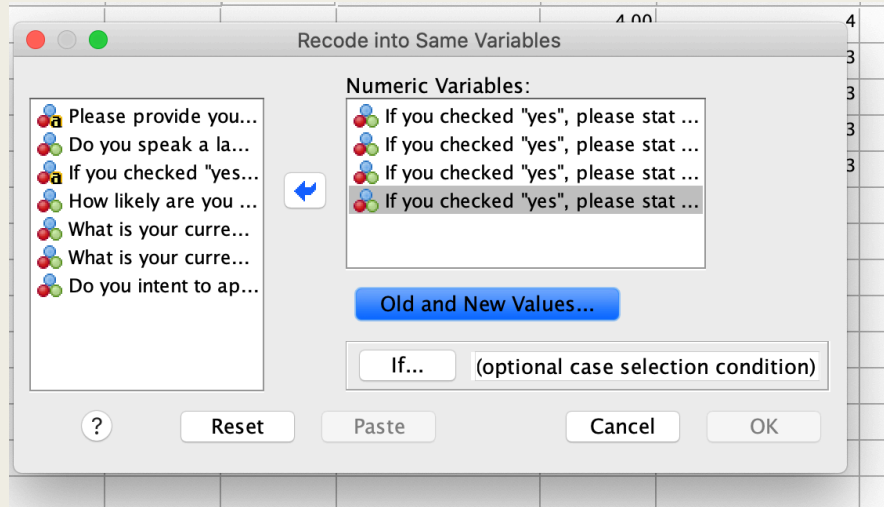 4.00
4
Recode into Same Variables
3
Numeric Variables:
3
Please provide you...
Do you speak a la...
If you checked "yes...
How likely are you ...
What is your curre...
What is your curre...
Do you intent to ap...
If you checked "yes", please stat ...
If you checked "yes", please stat ...
If you checked "yes", please stat ...
If you checked "yes", please stat ...
3
3
Old and New Values...
If...
(optional case selection condition)
?
Reset
Paste
Cancel
OK